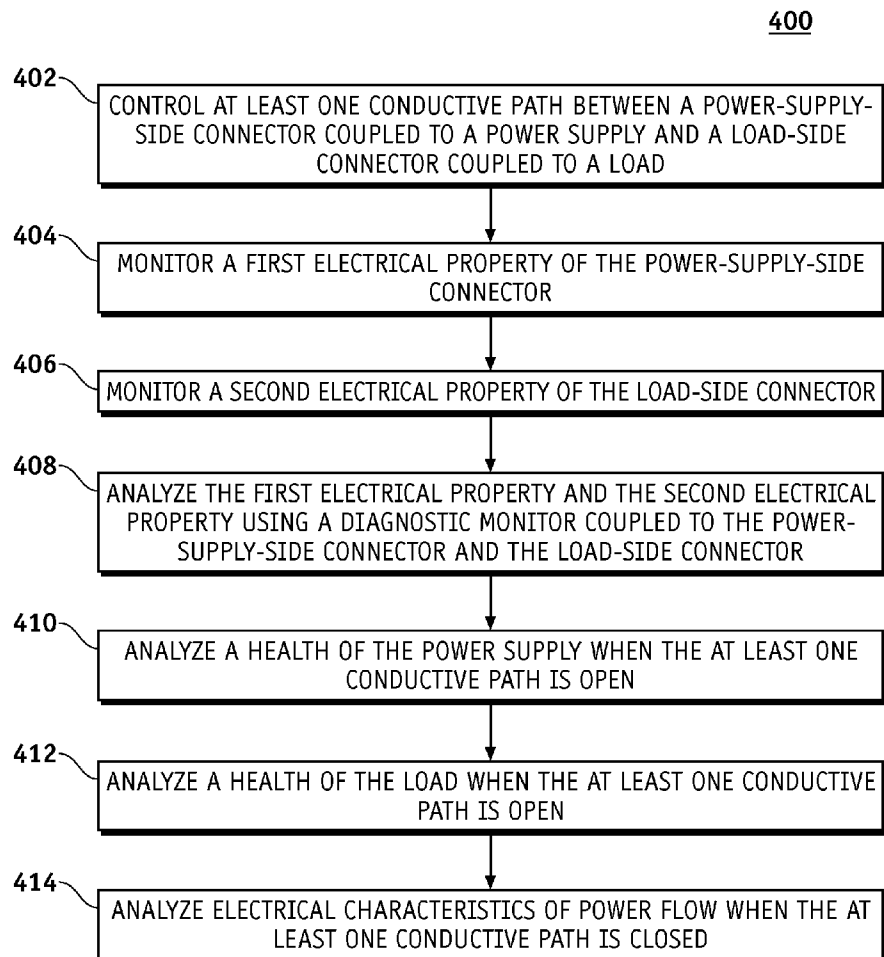 400
402
CONTROL AT LEAST ONE CONDUCTIVE PATH BETWEEN A POWER-SUPPLY-
SIDE CONNECTOR COUPLED TO A POWER SUPPLY AND A LOAD-SIDE
CONNECTOR COUPLED TO A LOAD
404
MONITOR A FIRST ELECTRICAL PROPERTY OF THE POWER-SUPPLY-SIDE
CONNECTOR
406
MONITOR A SECOND ELECTRICAL PROPERTY OF THE LOAD-SIDE CONNECTOR
408
ANALYZE THE FIRST ELECTRICAL PROPERTY AND THE SECOND ELECTRICAL
PROPERTY USING A DIAGNOSTIC MONITOR COUPLED TO THE POWER-
SUPPLY-SIDE CONNECTOR AND THE LOAD-SIDE CONNECTOR
410
ANALYZE A HEALTH OF THE POWER SUPPLY WHEN THE AT LEAST ONE
CONDUCTIVE PATH IS OPEN
412
ANALYZE A HEALTH OF THE LOAD WHEN THE AT LEAST ONE CONDUCTIVE
PATH IS OPEN
414
ANALYZE ELECTRICAL CHARACTERISTICS OF POWER FLOW WHEN THE AT
LEAST ONE CONDUCTIVE PATH IS CLOSED